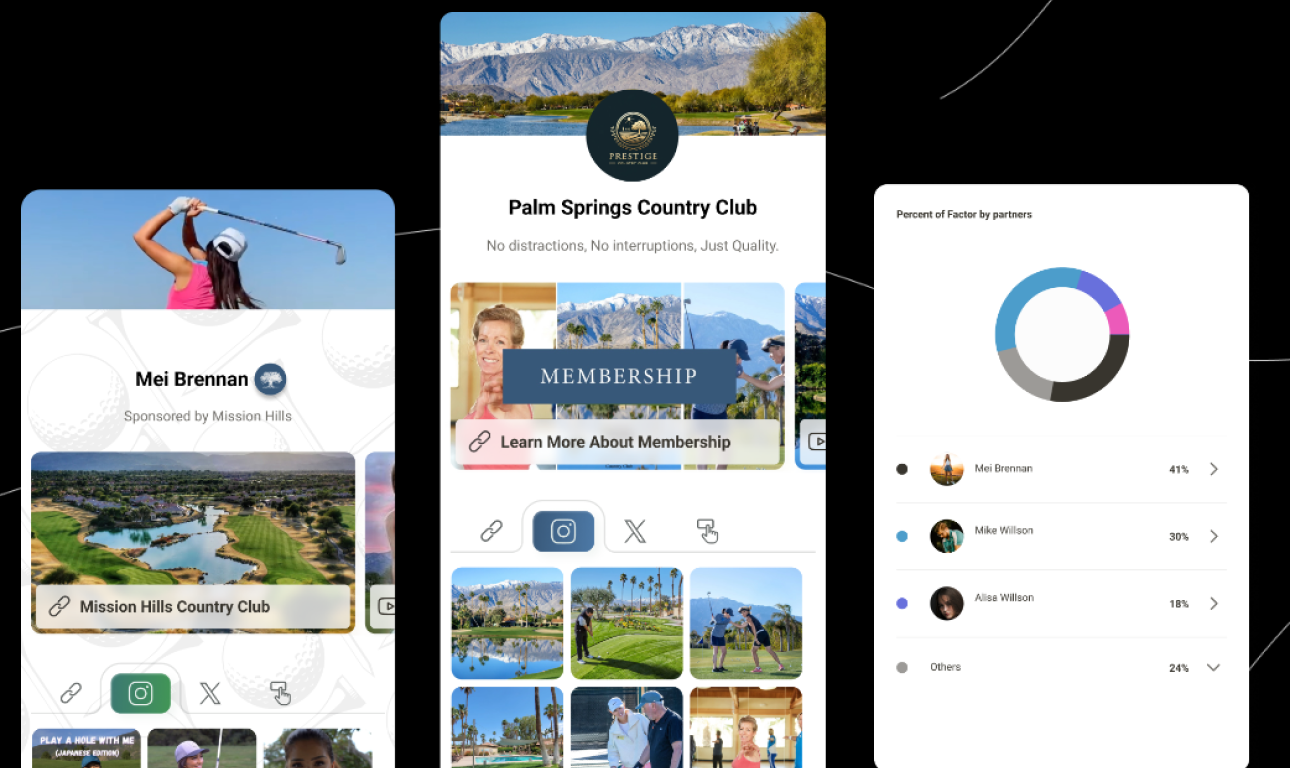 Mei Brennan
Sponsored by Mission Hills
Mission Hills Country Club
PLAY A HOLE WITH ME
(JAPANESE EDITION)
PRESTIGE
Palm Springs Country Club
No distractions, No interruptions, Just Quality.
MEMBERSHIP
Learn More About Membership
Percent of Factor by partners
Mei Brennan 41%
Mike Willson 30%
Alisa Willson 18%
Others 24%